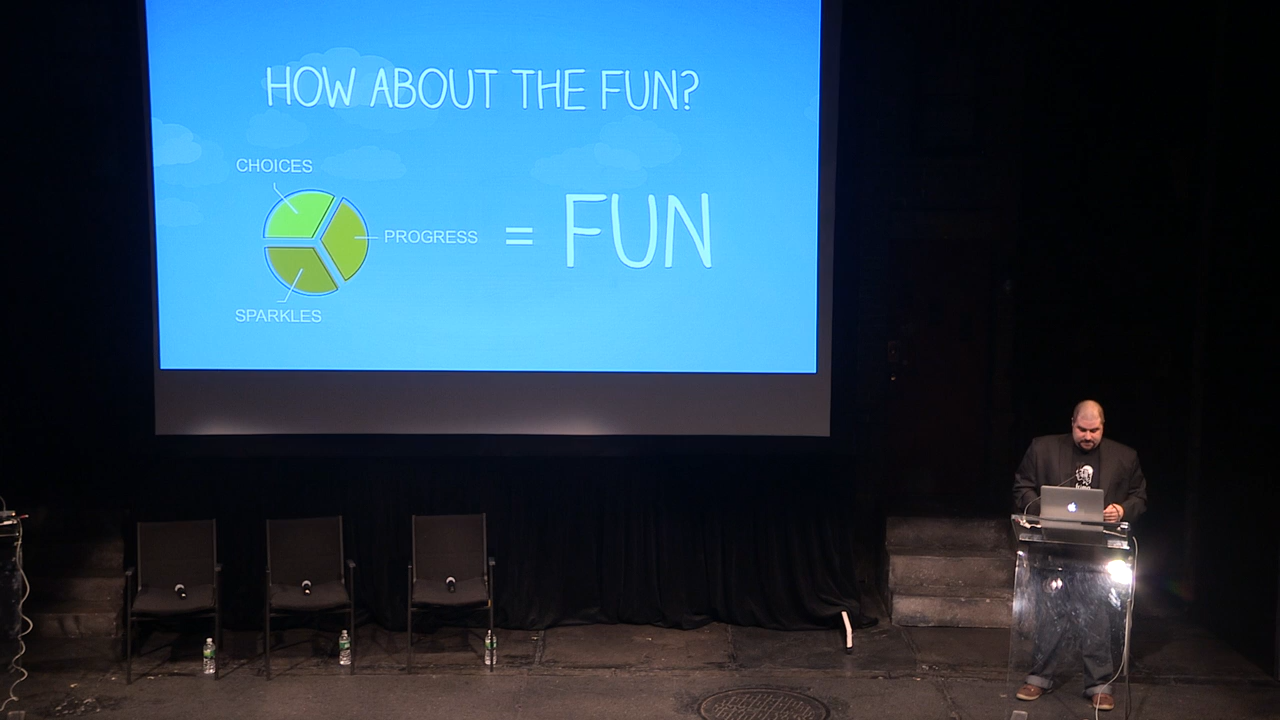 HOW ABOUT THE FUN?
CHOICES
PROGRESS
= FUN
SPARKLES